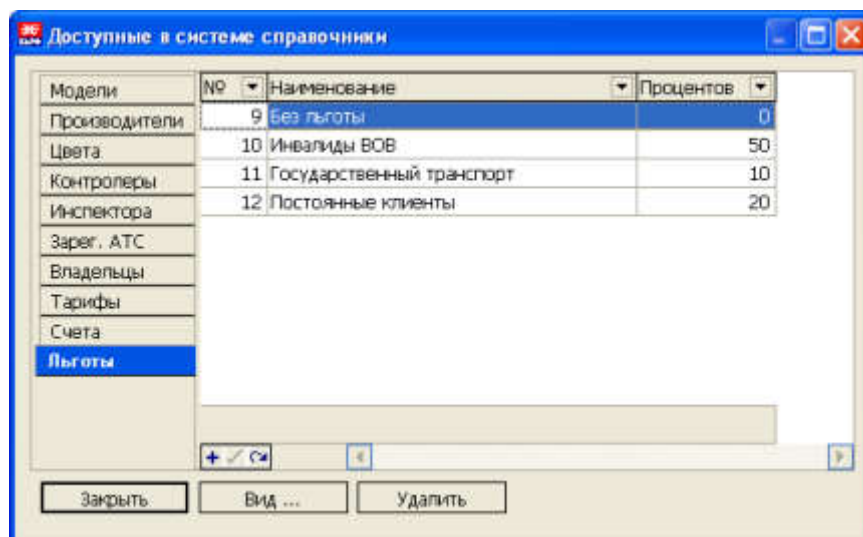 Доступные в системе справочники
Модели
Производители
Цвета
Контролеры
Инспектора
Зарег. АТС
Владельцы
Тарифы
Счета
Льготы
№ Наименование Процентов
9 Без льготы 0
10 Инвалиды ВОВ 50
11 Государственный транспорт 10
12 Постоянные клиенты 20
Закрыть Вид ... Удалить